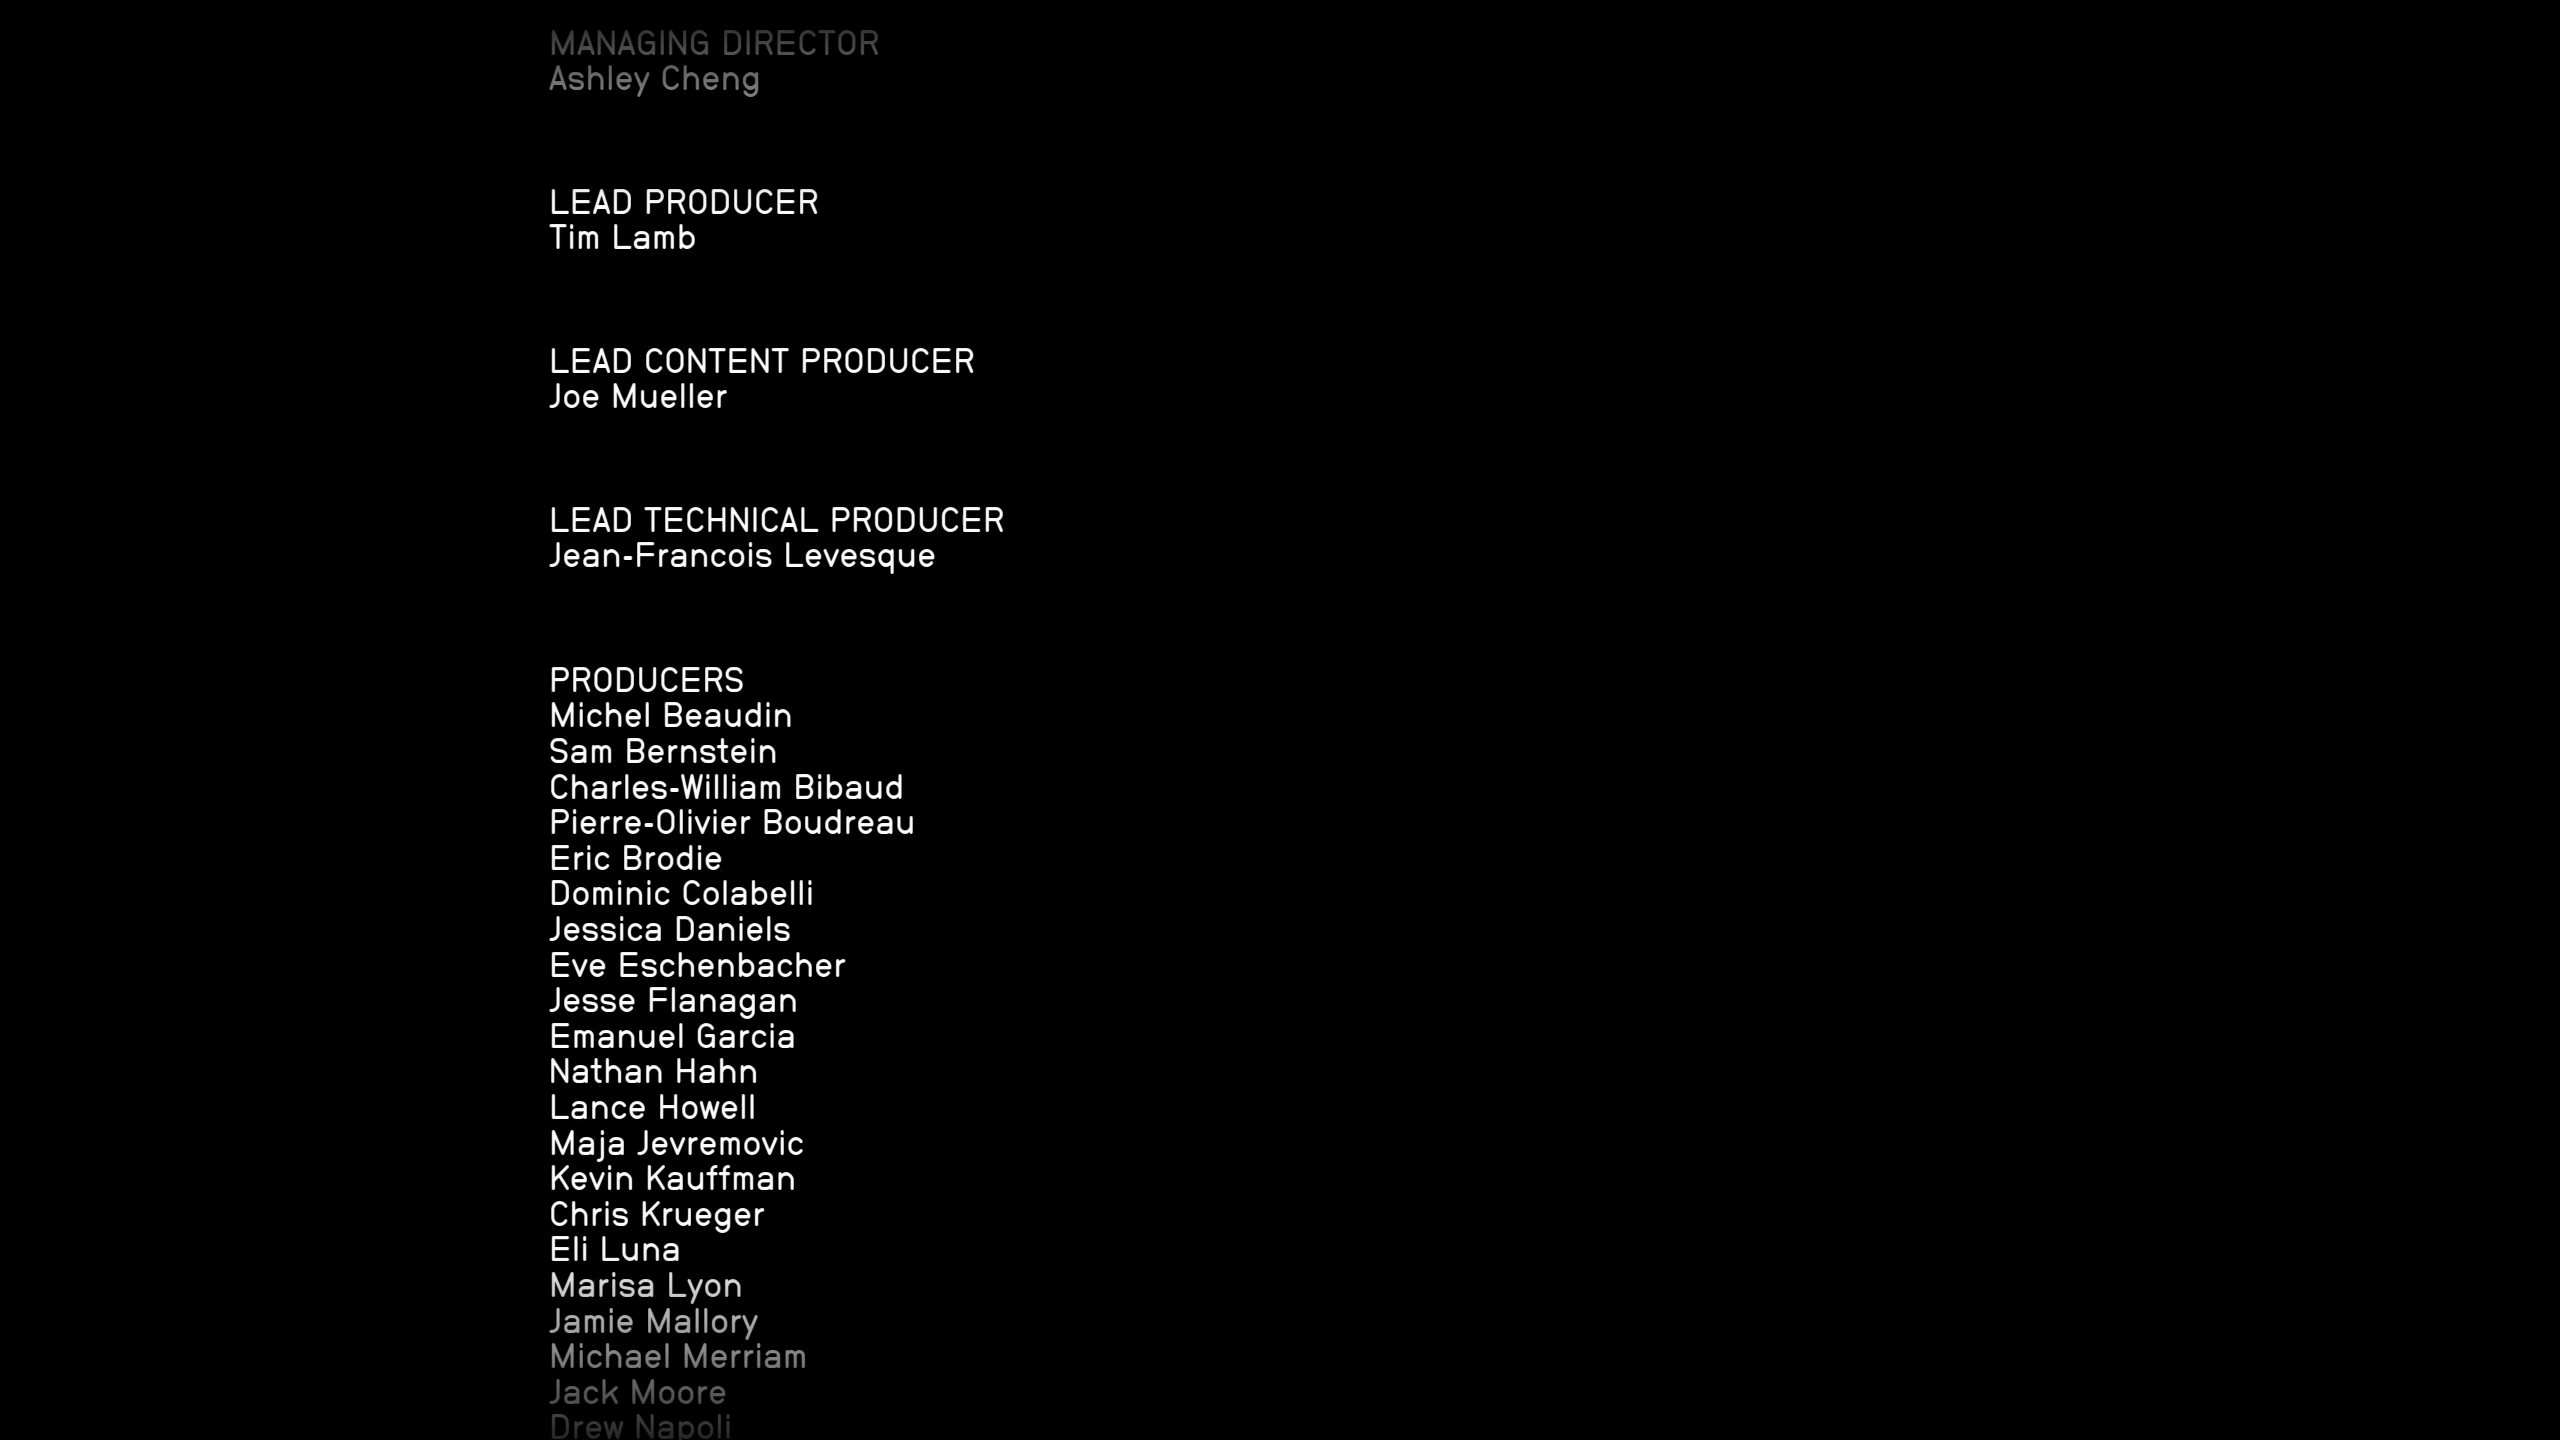 MANAGING DIRECTOR
Ashley Cheng
LEAD PRODUCER
Tim Lamb
LEAD CONTENT PRODUCER
Joe Mueller
LEAD TECHNICAL PRODUCER
Jean-Francois Levesque
PRODUCERS
Michel Beaudin
Sam Bernstein
Charles-William Bibaud
Pierre-Olivier Boudreau
Eric Brodie
Dominic Colabelli
Jessica Daniels
Eve Eschenbacher
Jesse Flanagan
Emanuel Garcia
Nathan Hahn
Lance Howell
Maja Jevremovic
Kevin Kauffman
Chris Krueger
Eli Luna
Marisa Lyon
Jamie Mallory
Michael Merriam
Jack Moore
Drew Napoli